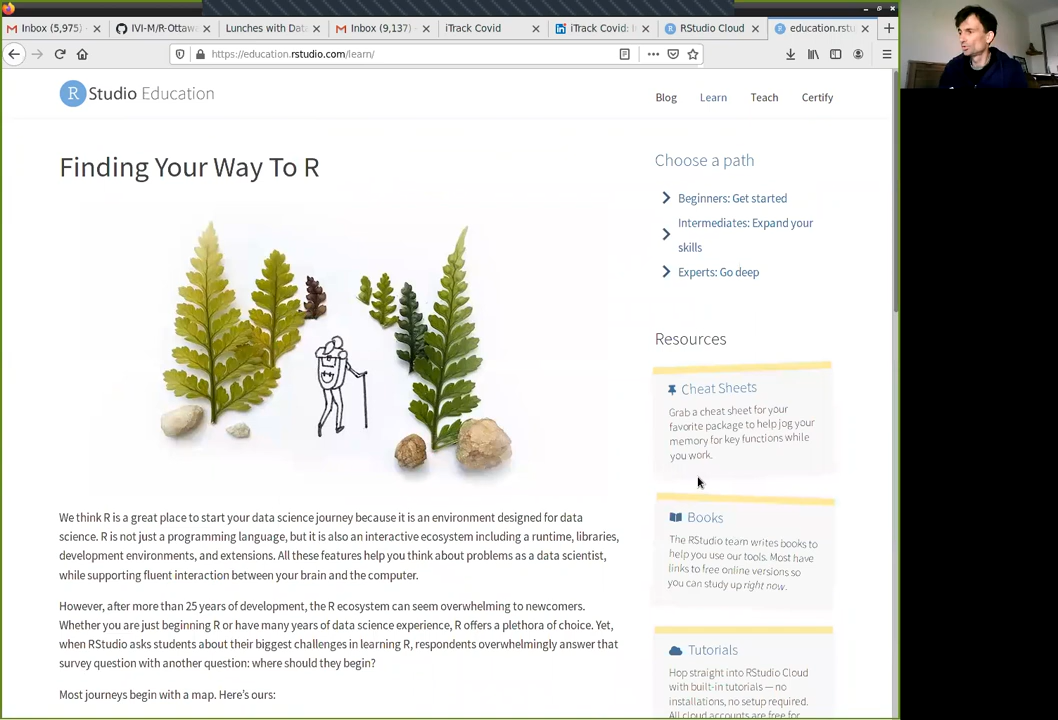 Inbox (5,975)
IVI-M/R-Ottaw
Lunches with Dat
Inbox (9,137)
iTrack Covid
iTrack Covid:
RStudio Cloud
education.rstu
https://education.rstudio.com/learn/
R Studio Education
Blog
Learn
Teach
Certify
Finding Your Way To R
We think R is a great place to start your data science journey because it is an environment designed for data
science. R is not just a programming language, but it is also an interactive ecosystem including a runtime, libraries,
development environments, and extensions. All these features help you think about problems as a data scientist,
while supporting fluent interaction between your brain and the computer.
However, after more than 25 years of development, the R ecosystem can seem overwhelming to newcomers.
Whether you are just beginning R or have many years of data science experience, R offers a plethora of choice. Yet,
when RStudio asks students about their biggest challenges in learning R, respondents overwhelmingly answer that
survey question with another question: where should they begin?
Most journeys begin with a map. Here's ours:
Choose a path
Beginners: Get started
Intermediates: Expand your
skills
Experts: Go deep
Resources
Cheat Sheets
Grab a cheat sheet for your
favorite package to help jog your
memory for key functions while
you work.
Books
The RStudio team writes books to
help you use our tools. Most have
links to free online versions so
you can study up right now.
Tutorials
Hop straight into RStudio Cloud
with built-in tutorials — no
installations, no setup required.
All cloud accounts are free for